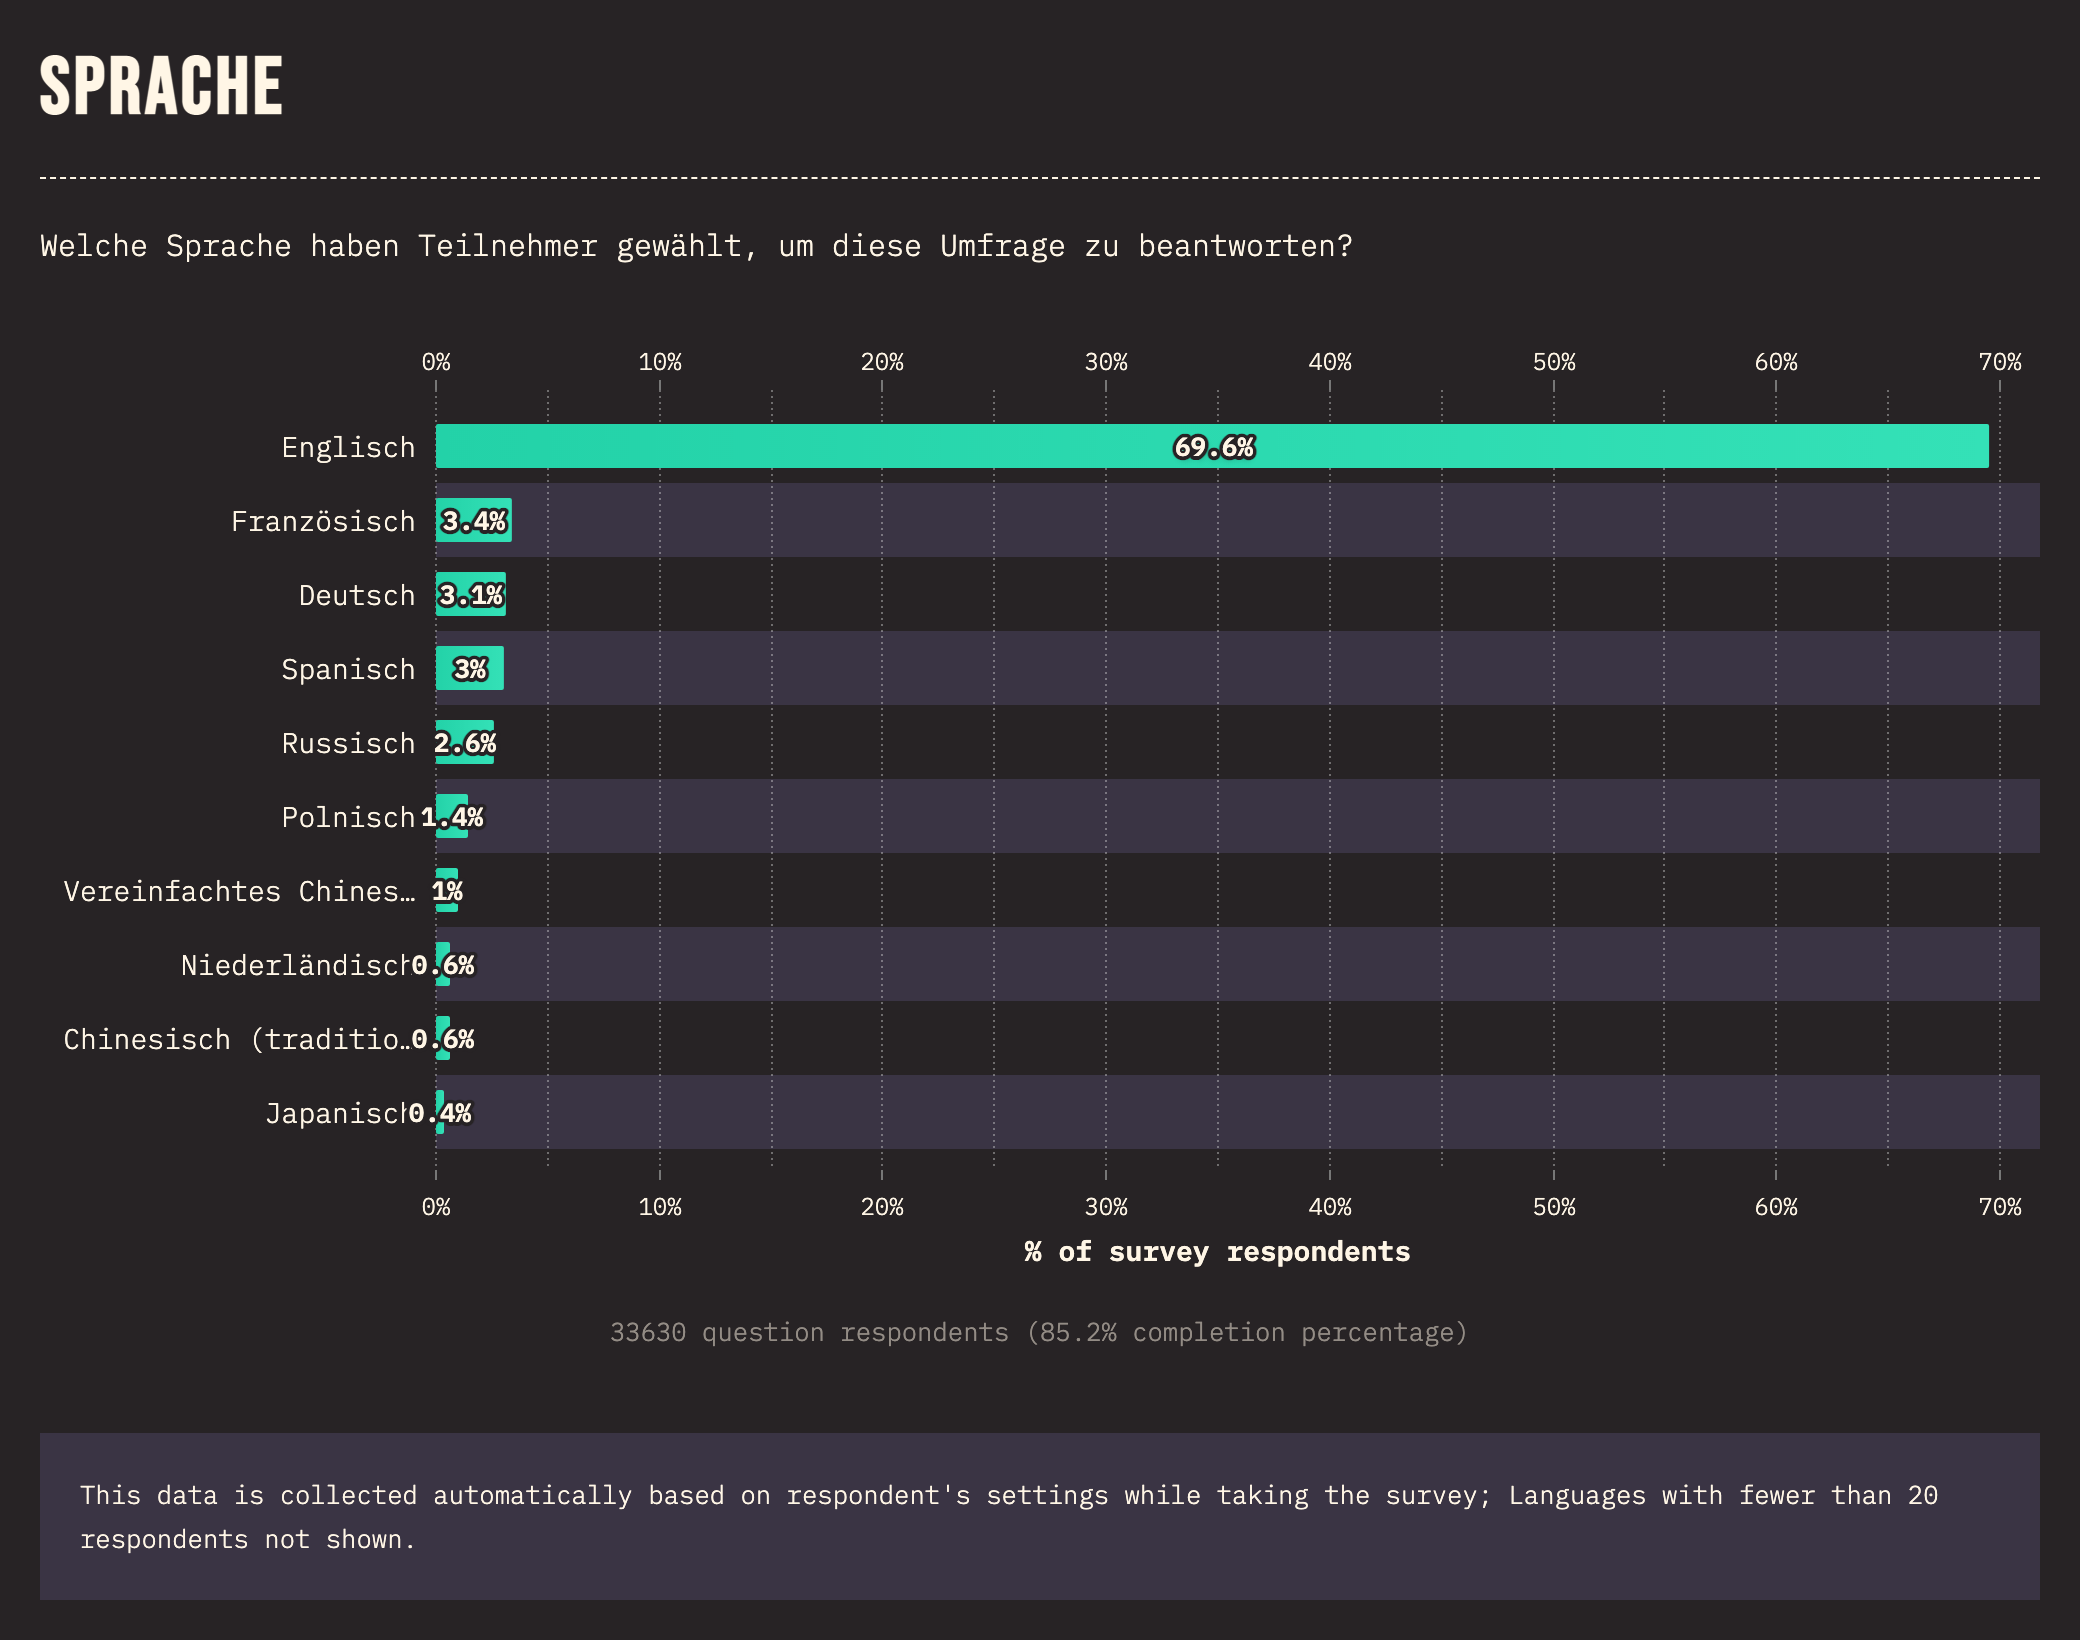 SPRACHE
Welche Sprache haben Teilnehmer gewählt, um diese Umfrage zu beantworten?
0% 10% 20% 30% 40% 50% 60% 70%
Englisch 69.6%
Französisch 3.4%
Deutsch 3.1%
Spanisch 3%
Russisch 2.6%
Polnisch 1.4%
Vereinfachtes Chines… 1%
Niederländisch 0.6%
Chinesisch (traditio… 0.6%
Japanisch 0.4%
0% 10% 20% 30% 40% 50% 60% 70%
% of survey respondents
33630 question respondents (85.2% completion percentage)
This data is collected automatically based on respondent's settings while taking the survey; Languages with fewer than 20
respondents not shown.